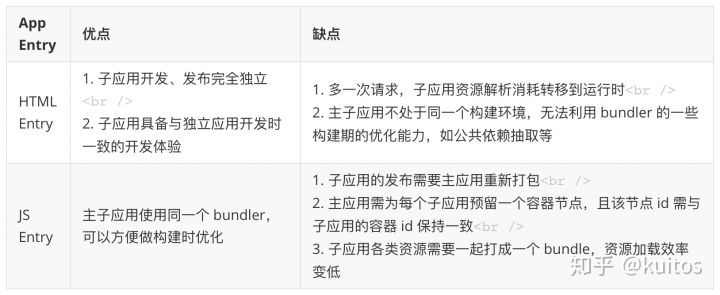 App
Entry
优点
缺点
HTML
Entry
1. 子应用开发、发布完全独立
<br />
2. 子应用具备与独立应用开发时
一致的开发体验
1. 多一次请求，子应用资源解析消耗转移到运行时<br />
2. 主子应用不处于同一个构建环境，无法利用 bundler 的一些
构建期的优化能力，如公共依赖抽取等
JS
Entry
主子应用使用同一个 bundler，
可以方便做构建时优化
1. 子应用的发布需要主应用重新打包<br />
2. 主应用需为每个子应用预留一个容器节点，且该节点 id 需与
子应用的容器 id 保持一致<br />
3. 子应用各类资源需要一起打成一个 bundle，资源加载效率
变低
知乎 @kuitos